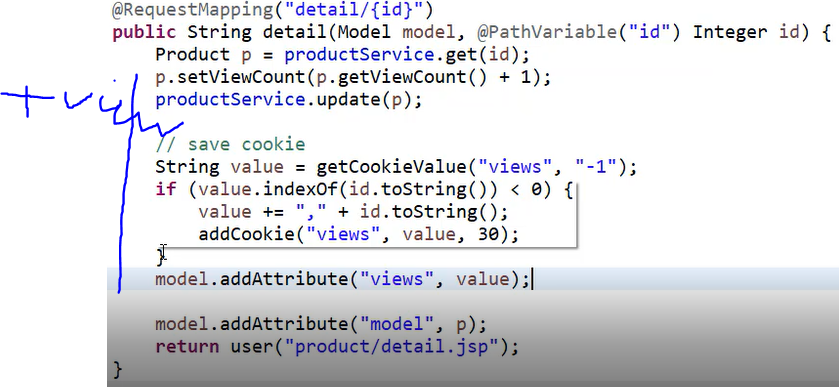 @RequestMapping("detail/{id}")
public String detail(Model model, @PathVariable("id") Integer id) {
Product p = productService.get(id);
p.setViewCount(p.getViewCount() + 1);
productService.update(p);
+view
// save cookie
String value = getCookieValue("views", "-1");
if (value.indexOf(id.toString()) < 0) {
value += "," + id.toString();
addCookie("views", value, 30);
}
model.addAttribute("views", value);
model.addAttribute("model", p);
return user("product/detail.jsp");
}